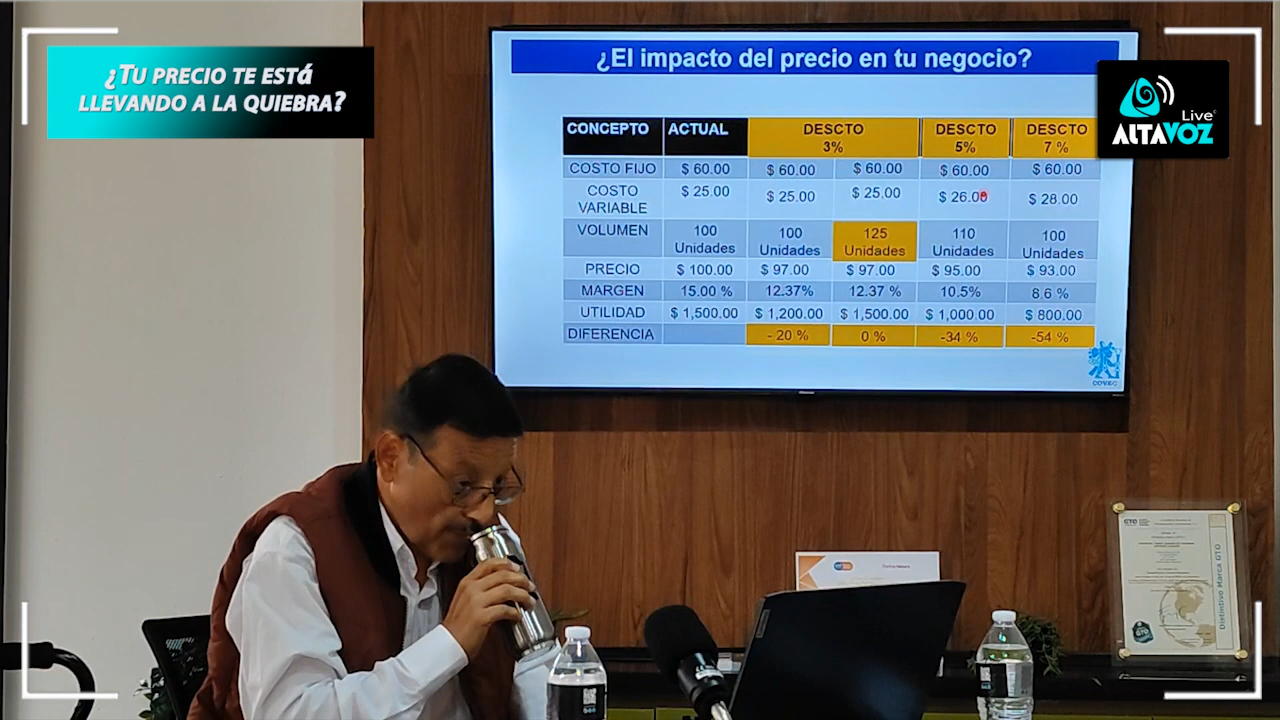 ¿TU PRECIO TE ESTá
LLEVANDO A LA QUIEBRA?
¿El impacto del precio en tu negocio?
Live
ALTAVOZ
CONCEPTO ACTUAL DESCTO 3% DESCTO 5% DESCTO 7 %
COSTO FIJO $ 60.00 $ 60.00 $ 60.00 $ 60.00 $ 60.00
COSTO VARIABLE $ 25.00 $ 25.00 $ 25.00 $ 26.00 $ 28.00
VOLUMEN 100 Unidades 100 Unidades 125 Unidades 110 Unidades 100 Unidades
PRECIO $ 100.00 $ 97.00 $ 97.00 $ 95.00 $ 93.00
MARGEN 15.00 % 12.37% 12.37 % 10.5% 8.6 %
UTILIDAD $ 1,500.00 $ 1,200.00 $ 1,500.00 $ 1,000.00 $ 800.00
DIFERENCIA - 20 % 0 % -34 % -54 %
COVEC
GTO
Distintivo Marca GTO